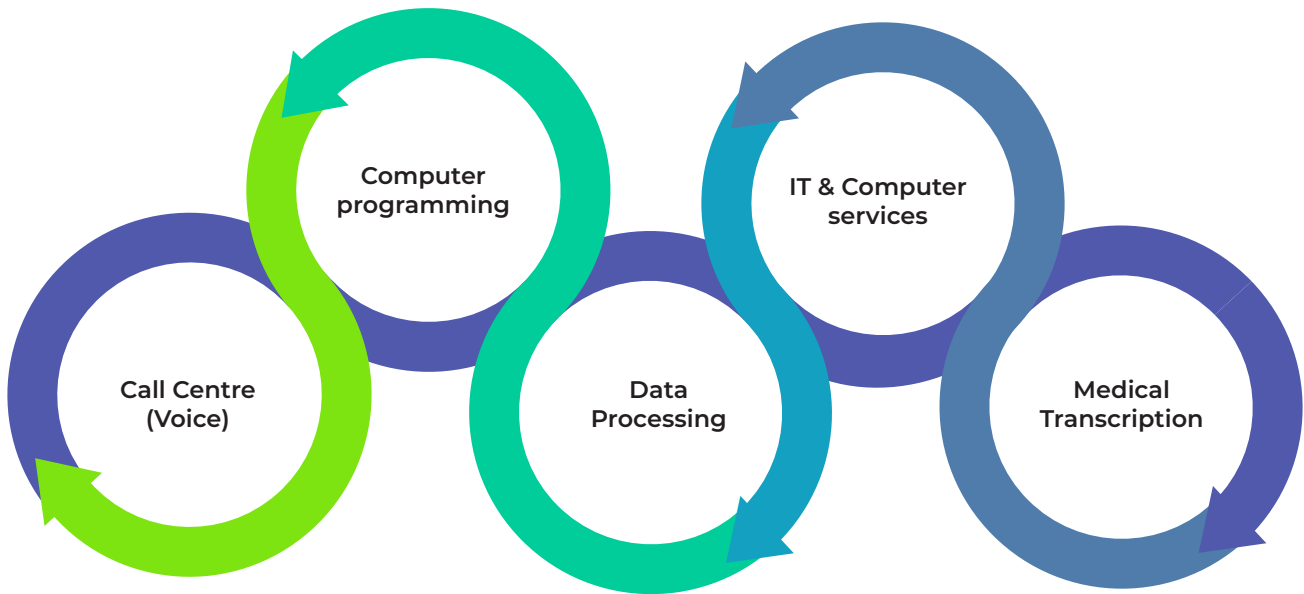 Call Centre
(Voice)
Computer
programming
Data
Processing
IT & Computer
services
Medical
Transcription